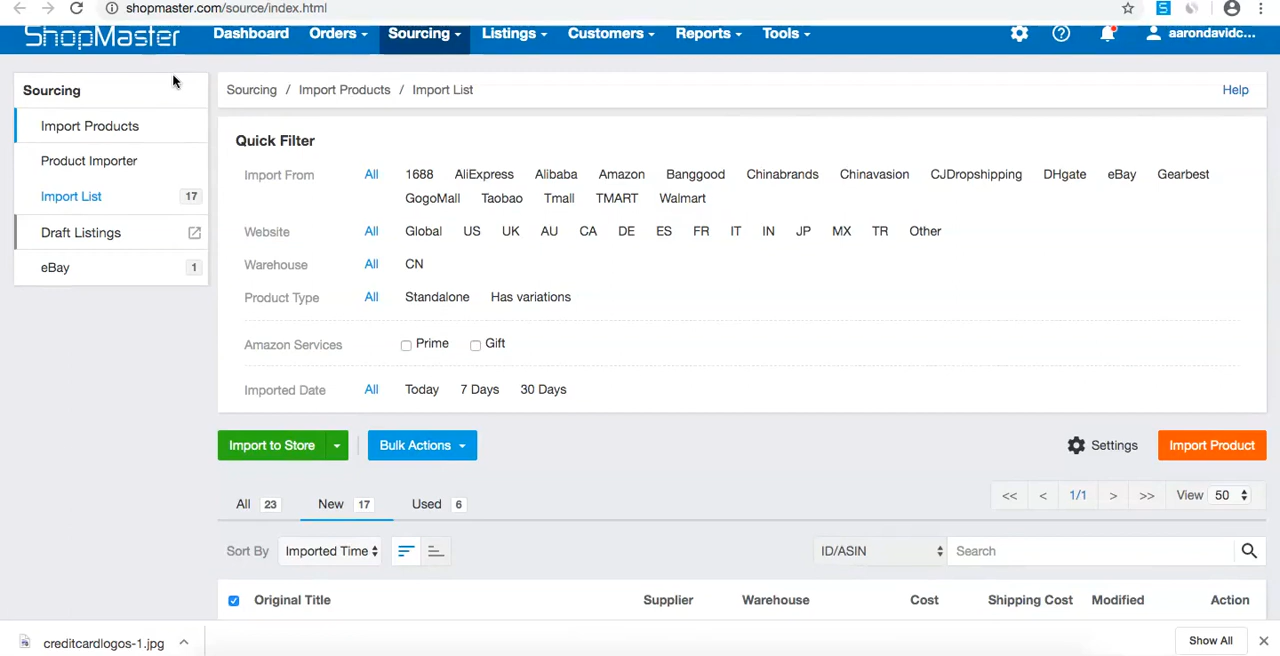 shopmaster.com/source/index.html
S
ShopMaster Dashboard Orders Sourcing Listings Customers Reports Tools aarondavidc...
Sourcing
Import Products
Product Importer
Import List 17
Draft Listings
eBay 1
Sourcing / Import Products / Import List Help
Quick Filter
Import From All 1688 AliExpress Alibaba Amazon Banggood Chinabrands Chinavasion CJDropshipping DHgate eBay Gearbest
GogoMall Taobao Tmall TMART Walmart
Website All Global US UK AU CA DE ES FR IT IN JP MX TR Other
Warehouse All CN
Product Type All Standalone Has variations
Amazon Services Prime Gift
Imported Date All Today 7 Days 30 Days
Import to Store Bulk Actions Settings Import Product
All 23 New 17 Used 6 << < 1/1 > >> View 50
Sort By Imported Time ID/ASIN Search
Original Title Supplier Warehouse Cost Shipping Cost Modified Action
creditcardlogos-1.jpg Show All